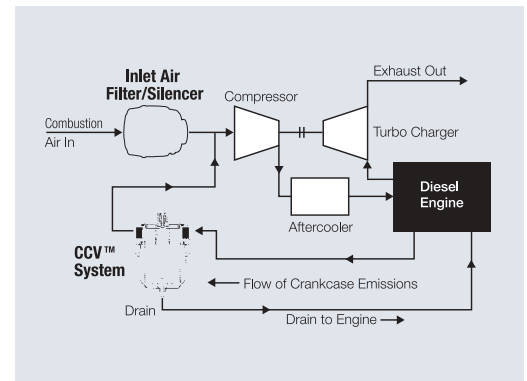 Exhaust Out
Inlet Air
Filter/Silencer
Compressor
Combustion
Air In
Turbo Charger
Diesel
Engine
Aftercooler
CCV™
System
Flow of Crankcase Emissions
Drain
Drain to Engine